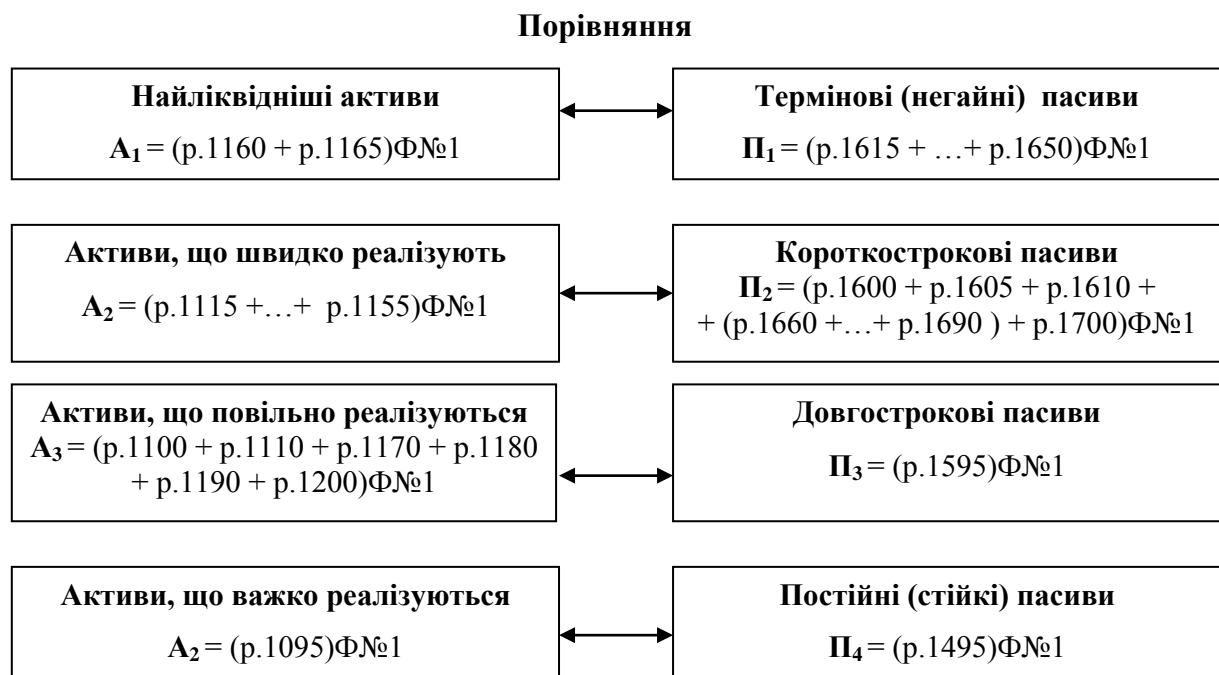 Порівняння
Найліквідніші активи
А₁ = (р.1160 + р.1165)Ф№1
Термінові (негайні) пасиви
П₁ = (р.1615 + …+ р.1650)Ф№1
Активи, що швидко реалізують
А₂ = (р.1115 +…+ р.1155)Ф№1
Короткострокові пасиви
П₂ = (р.1600 + р.1605 + р.1610 +
+ (р.1660 +…+ р.1690 ) + р.1700)Ф№1
Активи, що повільно реалізуються
А₃ = (р.1100 + р.1110 + р.1170 + р.1180
+ р.1190 + р.1200)Ф№1
Довгострокові пасиви
П₃ = (р.1595)Ф№1
Активи, що важко реалізуються
А₂ = (р.1095)Ф№1
Постійні (стійкі) пасиви
П₄ = (р.1495)Ф№1